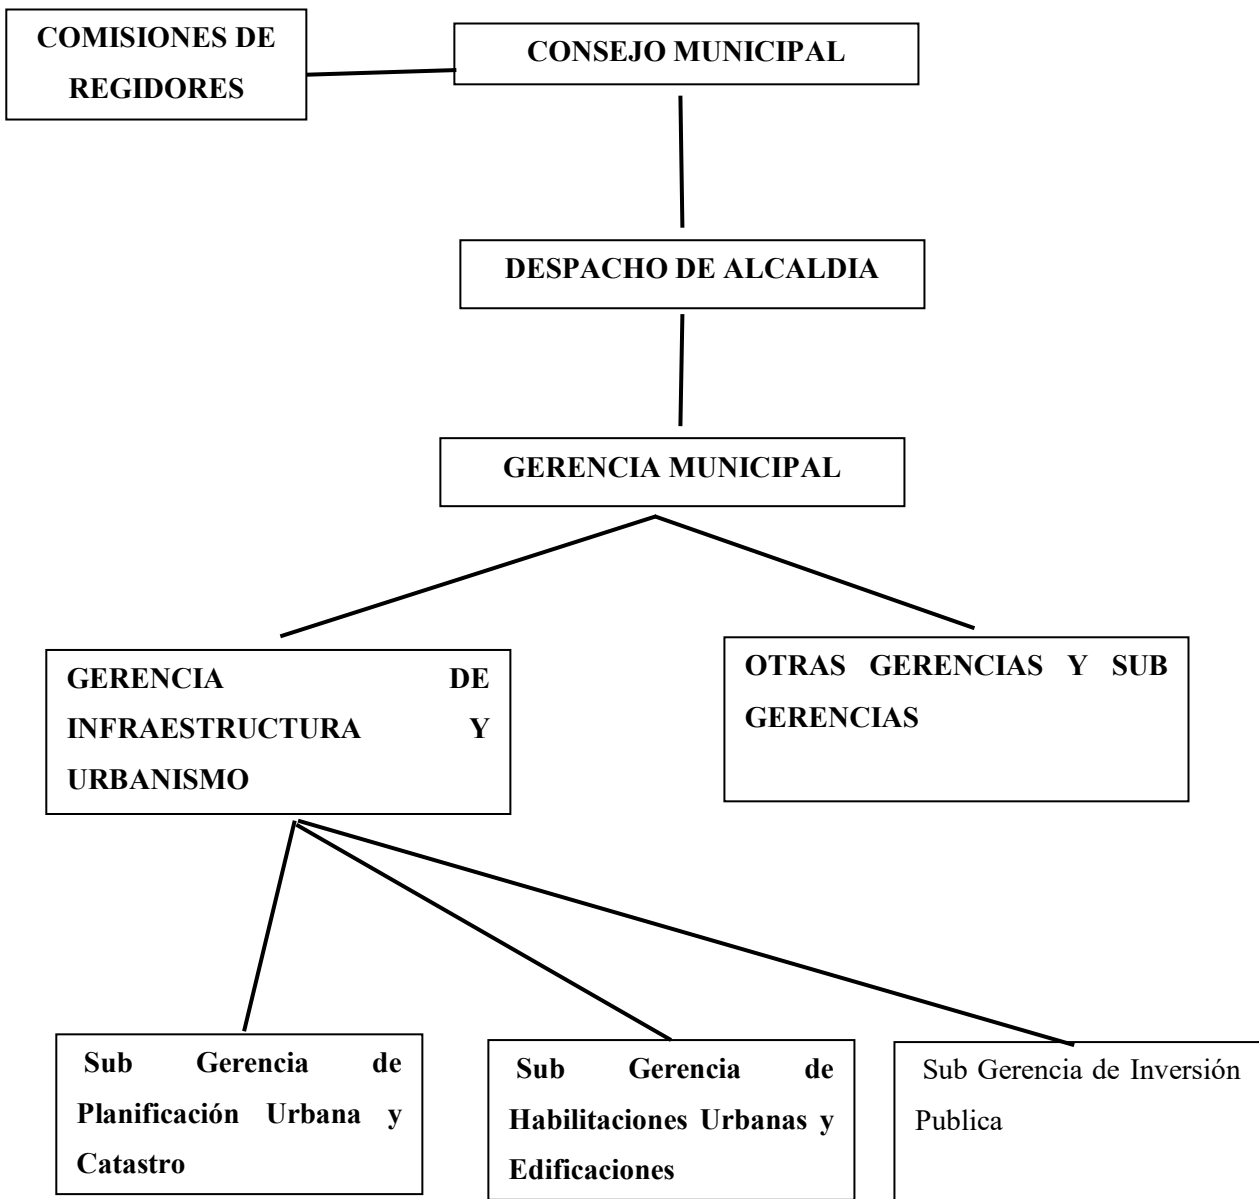 COMISIONES DE
REGIDORES
CONSEJO MUNICIPAL
DESPACHO DE ALCALDIA
GERENCIA MUNICIPAL
GERENCIA DE
INFRAESTRUCTURA Y
URBANISMO
OTRAS GERENCIAS Y SUB
GERENCIAS
Sub Gerencia de
Planificación Urbana y
Catastro
Sub Gerencia de
Habilitaciones Urbanas y
Edificaciones
Sub Gerencia de Inversión
Publica